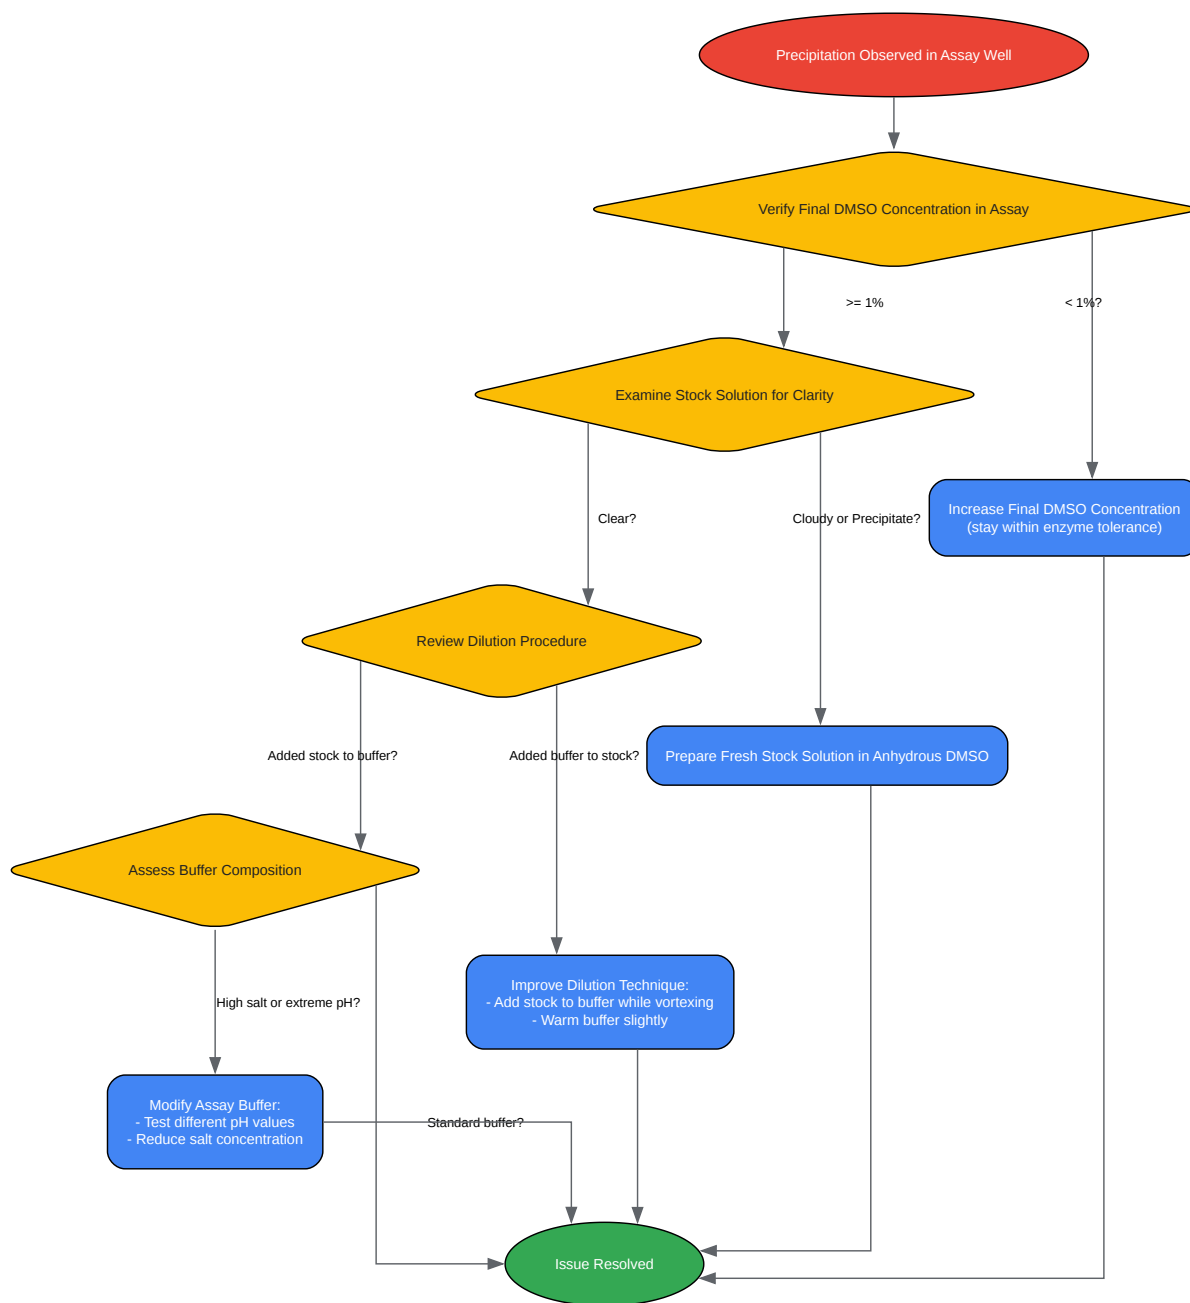 Precipitation Observed in Assay Well
Verify Final DMSO Concentration in Assay
>= 1%
< 1%?
Examine Stock Solution for Clarity
Increase Final DMSO Concentration
(stay within enzyme tolerance)
Clear?
Cloudy or Precipitate?
Review Dilution Procedure
Added stock to buffer?
Added buffer to stock?
Prepare Fresh Stock Solution in Anhydrous DMSO
Assess Buffer Composition
High salt or extreme pH?
Improve Dilution Technique:
- Add stock to buffer while vortexing
- Warm buffer slightly
Modify Assay Buffer:
- Test different pH values
- Reduce salt concentration
Standard buffer?
Issue Resolved